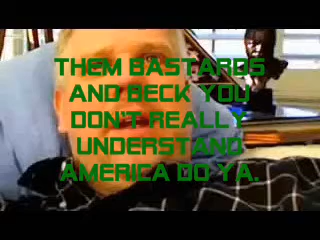 THEM BASTARDS
AND BECK YOU
DON'T REALLY
UNDERSTAND
AMERICA DO YA.